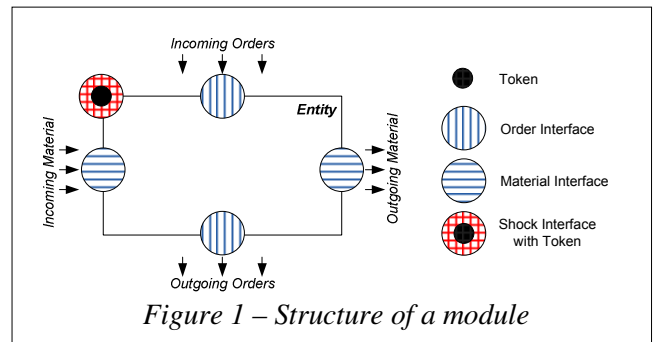 Incoming Orders
Token
Entity
Order Interface
Incoming Material
Outgoing Material
Material Interface
Shock Interface
with Token
Outgoing Orders
Figure 1 – Structure of a module